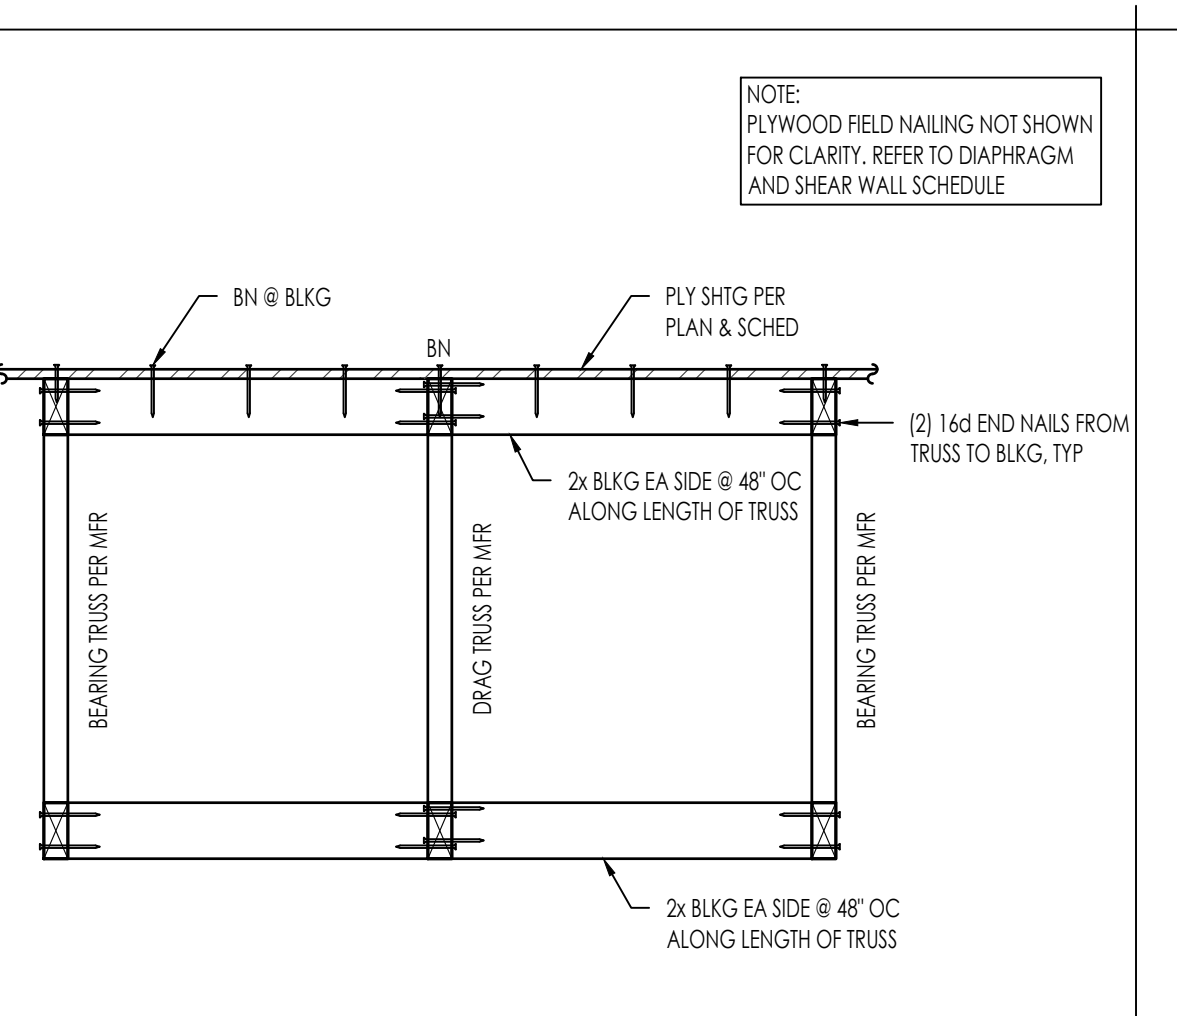 NOTE:
PLYWOOD FIELD NAILING NOT SHOWN
FOR CLARITY. REFER TO DIAPHRAGM
AND SHEAR WALL SCHEDULE
BN @ BLKG
PLY SHTG PER
PLAN & SCHED
BN
(2) 16d END NAILS FROM
TRUSS TO BLKG, TYP
2x BLKG EA SIDE @ 48" OC
ALONG LENGTH OF TRUSS
BEARING TRUSS PER MFR
DRAG TRUSS PER MFR
BEARING TRUSS PER MFR
2x BLKG EA SIDE @ 48" OC
ALONG LENGTH OF TRUSS